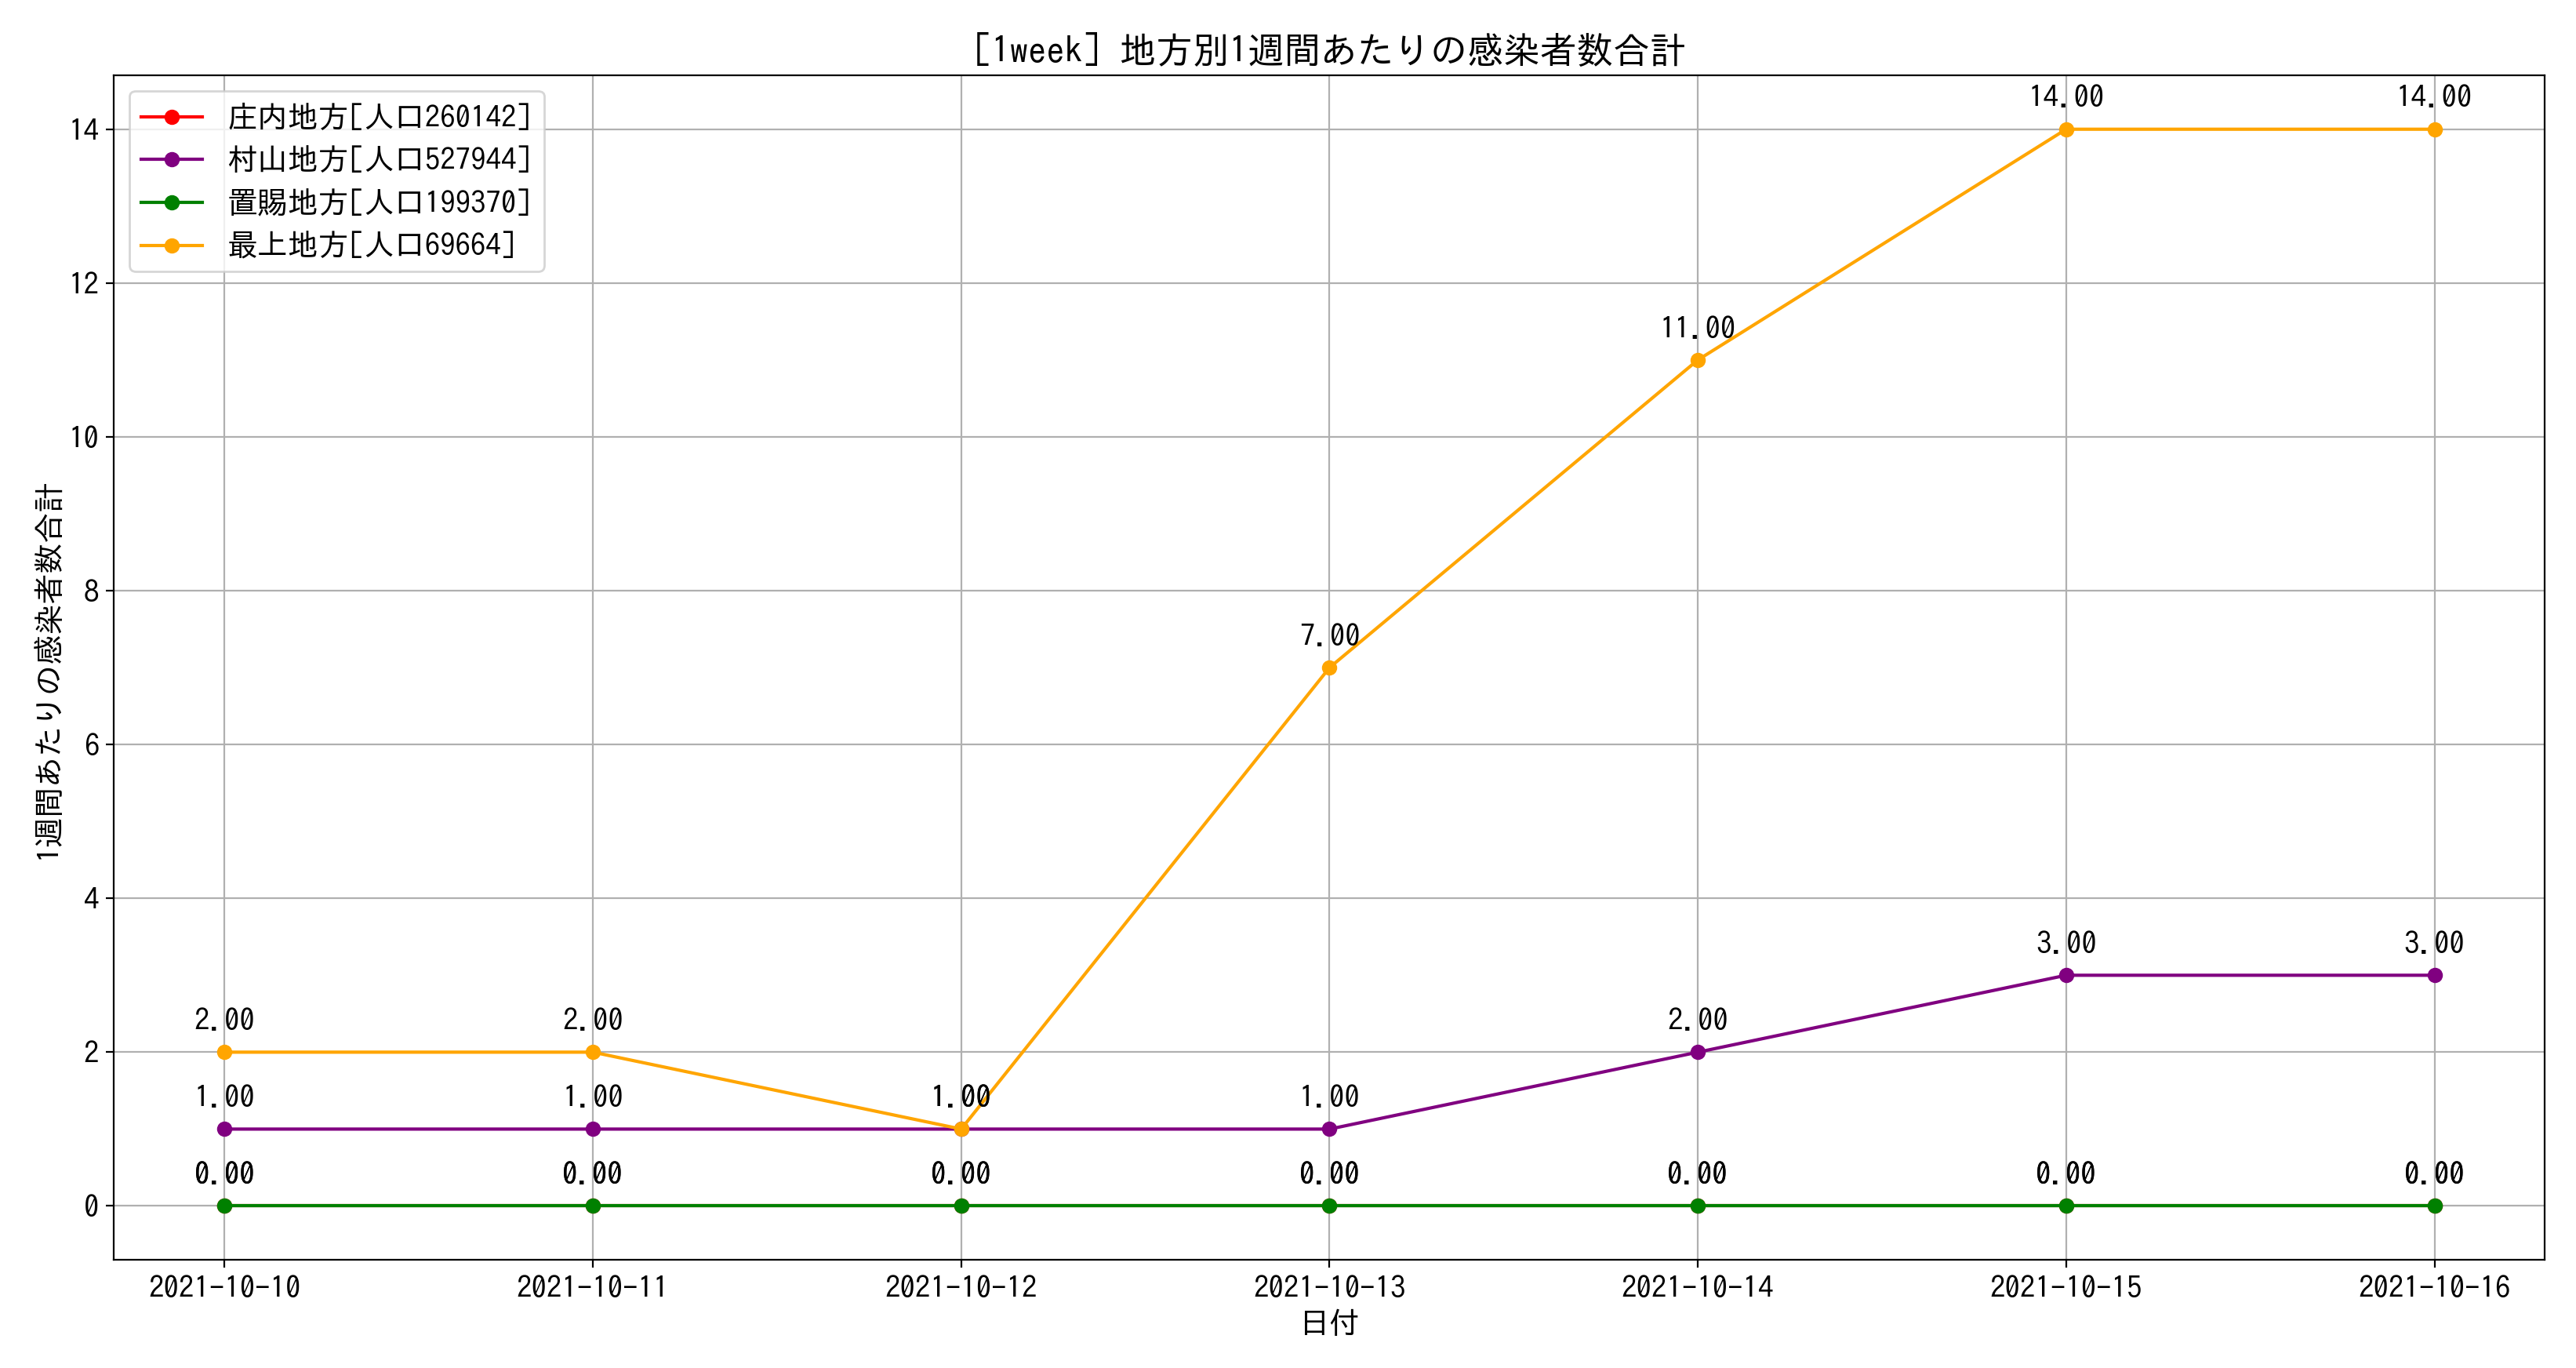 [1week] 地方別1週間あたりの感染者数合計
庄内地方[人口260142]
村山地方[人口527944]
置賜地方[人口199370]
最上地方[人口69664]
1週間あたりの感染者数合計
14
12
10
8
6
4
2
0
14.00 14.00
11.00
7.00
3.00 3.00
2.00 2.00 2.00
1.00 1.00 1.00 1.00
0.00 0.00 0.00 0.00 0.00 0.00 0.00
2021-10-10 2021-10-11 2021-10-12 2021-10-13 2021-10-14 2021-10-15 2021-10-16
日付